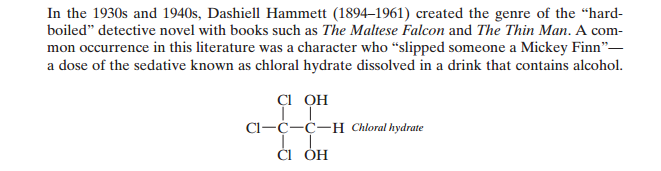 In the 1930s and 1940s, Dashiell Hammett (1894–1961) created the genre of the “hard-
boiled” detective novel with books such as The Maltese Falcon and The Thin Man. A com-
mon occurrence in this literature was a character who “slipped someone a Mickey Finn”—
a dose of the sedative known as chloral hydrate dissolved in a drink that contains alcohol.
Cl OH
Cl—C—C—H Chloral hydrate
Cl OH